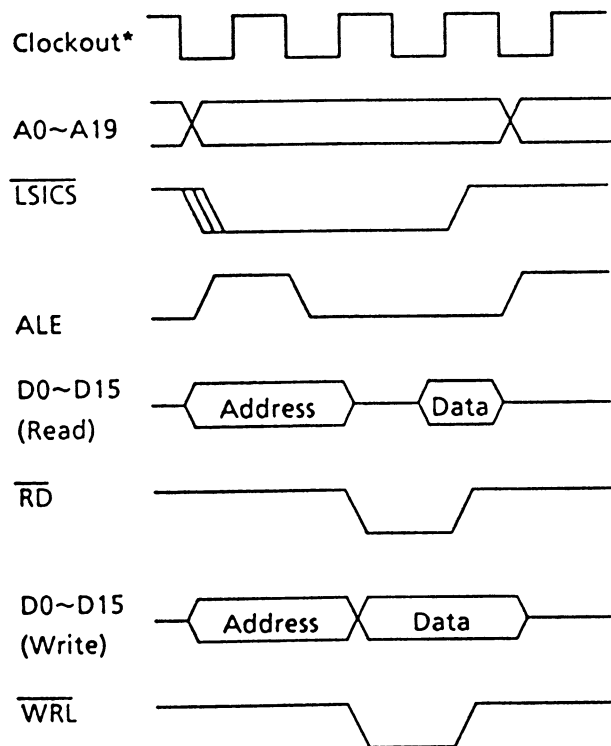 Clockout*
A0~A19
LSICS
ALE
D0~D15
(Read)
Address
Data
RD
D0~D15
(Write)
Address
Data
WRL